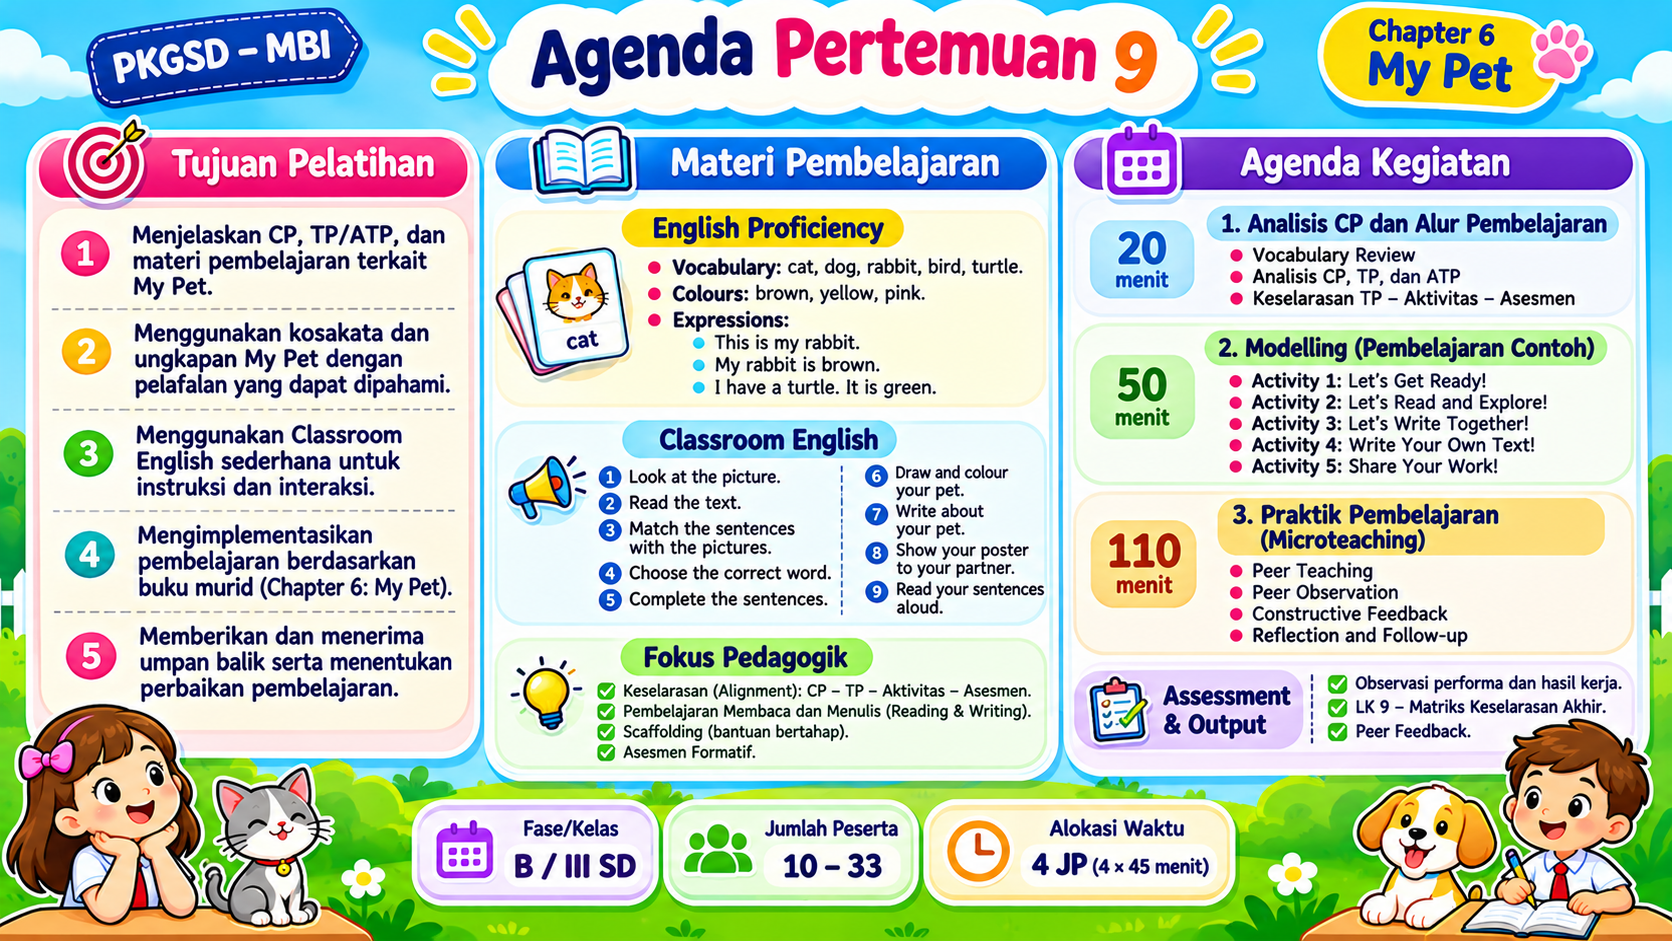 PKGSD – MBI
Agenda Pertemuan 9
Chapter 6
My Pet
Tujuan Pelatihan
1
Menjelaskan CP, TP/ATP, dan
materi pembelajaran terkait
My Pet.
2
Menggunakan kosakata dan
ungkapan My Pet dengan
pelafalan yang dapat dipahami.
3
Menggunakan Classroom
English sederhana untuk
instruksi dan interaksi.
4
Mengimplementasikan
pembelajaran berdasarkan
buku murid (Chapter 6: My Pet).
5
Memberikan dan menerima
umpan balik serta menentukan
perbaikan pembelajaran.
Materi Pembelajaran
English Proficiency
cat
Vocabulary: cat, dog, rabbit, bird, turtle.
Colours: brown, yellow, pink.
Expressions:
This is my rabbit.
My rabbit is brown.
I have a turtle. It is green.
Classroom English
1 Look at the picture.
2 Read the text.
3 Match the sentences
with the pictures.
4 Choose the correct word.
5 Complete the sentences.
6 Draw and colour
your pet.
7 Write about
your pet.
8 Show your poster
to your partner.
9 Read your sentences
aloud.
Fokus Pedagogik
Keselarasan (Alignment): CP – TP – Aktivitas – Asesmen.
Pembelajaran Membaca dan Menulis (Reading & Writing).
Scaffolding (bantuan bertahap).
Asesmen Formatif.
Agenda Kegiatan
20
menit
1. Analisis CP dan Alur Pembelajaran
Vocabulary Review
Analisis CP, TP, dan ATP
Keselarasan TP – Aktivitas – Asesmen
50
menit
2. Modelling (Pembelajaran Contoh)
Activity 1: Let's Get Ready!
Activity 2: Let's Read and Explore!
Activity 3: Let's Write Together!
Activity 4: Write Your Own Text!
Activity 5: Share Your Work!
110
menit
3. Praktik Pembelajaran
(Microteaching)
Peer Teaching
Peer Observation
Constructive Feedback
Reflection and Follow-up
Assessment
& Output
Observasi performa dan hasil kerja.
LK 9 – Matriks Keselarasan Akhir.
Peer Feedback.
Fase/Kelas
B / III SD
Jumlah Peserta
10 – 33
Alokasi Waktu
4 JP (4 x 45 menit)